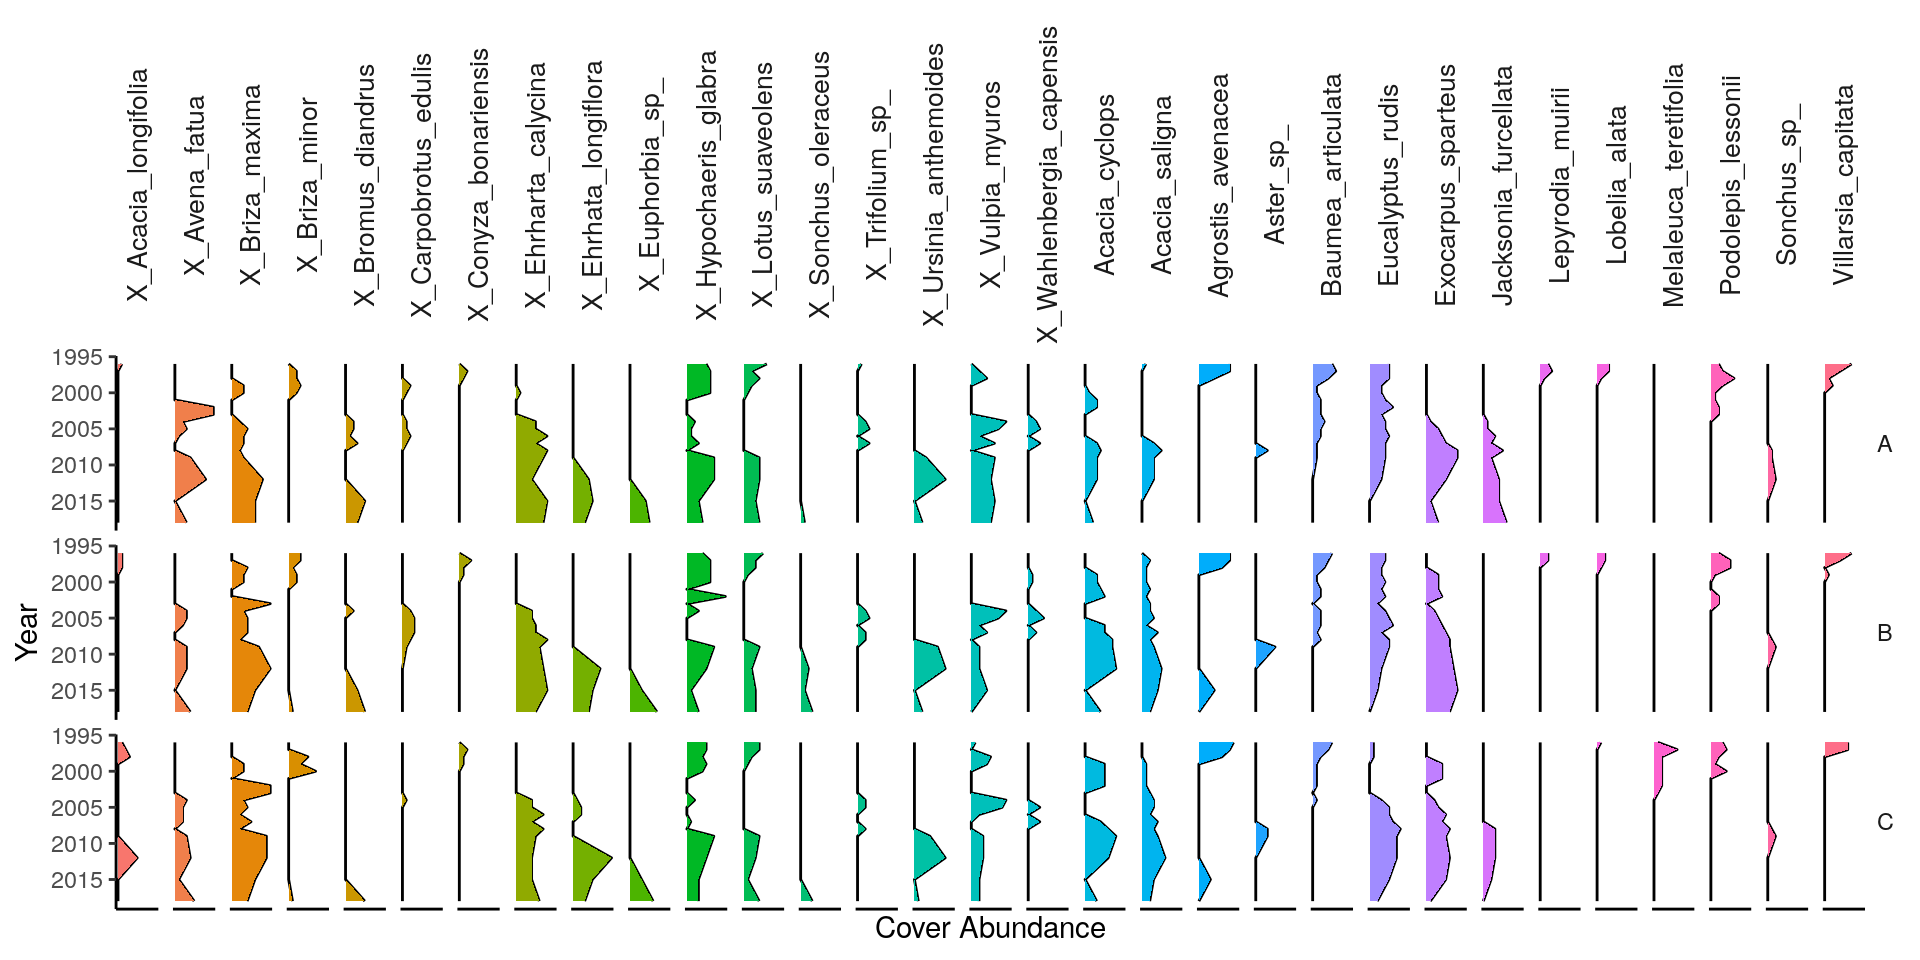 X_Acacia_longifolia
X_Avena_fatua
X_Briza_maxima
X_Briza_minor
X_Bromus_diandrus
X_Carpobrotus_edulis
X_Conyza_bonariensis
X_Ehrharta_calycina
X_Ehrhata_longiflora
X_Euphorbia_sp_
X_Hypochaeris_glabra
X_Lotus_suaveolens
X_Sonchus_oleraceus
X_Trifolium_sp_
X_Ursinia_anthemoides
X_Vulpia_myuros
X_Wahlenbergia_capensis
Acacia_cyclops
Acacia_saligna
Agrostis_avenacea
Aster_sp_
Baumea_articulata
Eucalyptus_rudis
Exocarpus_sparteus
Jacksonia_furcellata
Lepyrodia_muirii
Lobelia_alata
Melaleuca_teretifolia
Podolepis_lessonii
Sonchus_sp_
Villarsia_capitata
1995
2000
2005
2010
2015
A
1995
2000
2005
2010
2015
B
1995
2000
2005
2010
2015
C
Year
Cover Abundance